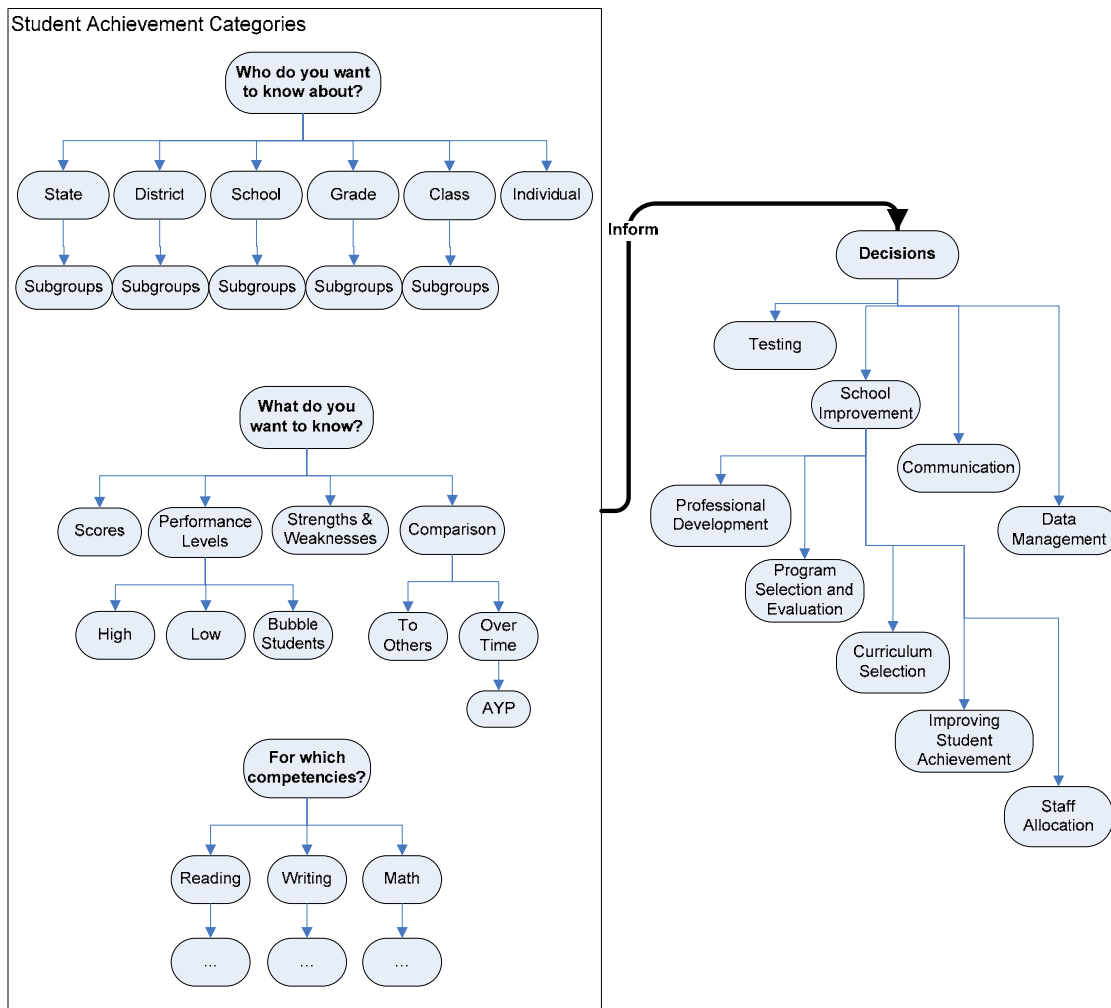 Student Achievement Categories
Who do you want
to know about?
State
District
School
Grade
Class
Individual
Subgroups
Subgroups
Subgroups
Subgroups
Subgroups
What do you
want to know?
Scores
Performance
Levels
Strengths &
Weaknesses
Comparison
High
Low
Bubble
Students
To
Others
Over
Time
AYP
For which
competencies?
Reading
Writing
Math
...
...
...
Inform
Decisions
Testing
School
Improvement
Communication
Professional
Development
Data
Management
Program
Selection and
Evaluation
Curriculum
Selection
Improving
Student
Achievement
Staff
Allocation